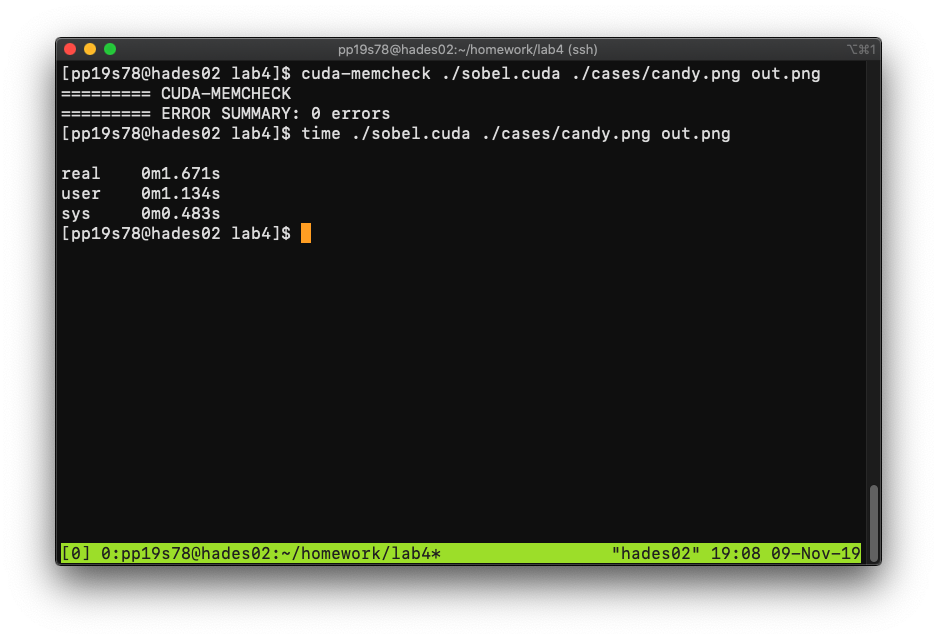 pp19s78@hades02:~/homework/lab4 (ssh)
⌥⌘1
[pp19s78@hades02 lab4]$ cuda-memcheck ./sobel.cuda ./cases/candy.png out.png
========= CUDA-MEMCHECK
========= ERROR SUMMARY: 0 errors
[pp19s78@hades02 lab4]$ time ./sobel.cuda ./cases/candy.png out.png
real    0m1.671s
user    0m1.134s
sys     0m0.483s
[pp19s78@hades02 lab4]$
[0] 0:pp19s78@hades02:~/homework/lab4* "hades02" 19:08 09-Nov-19